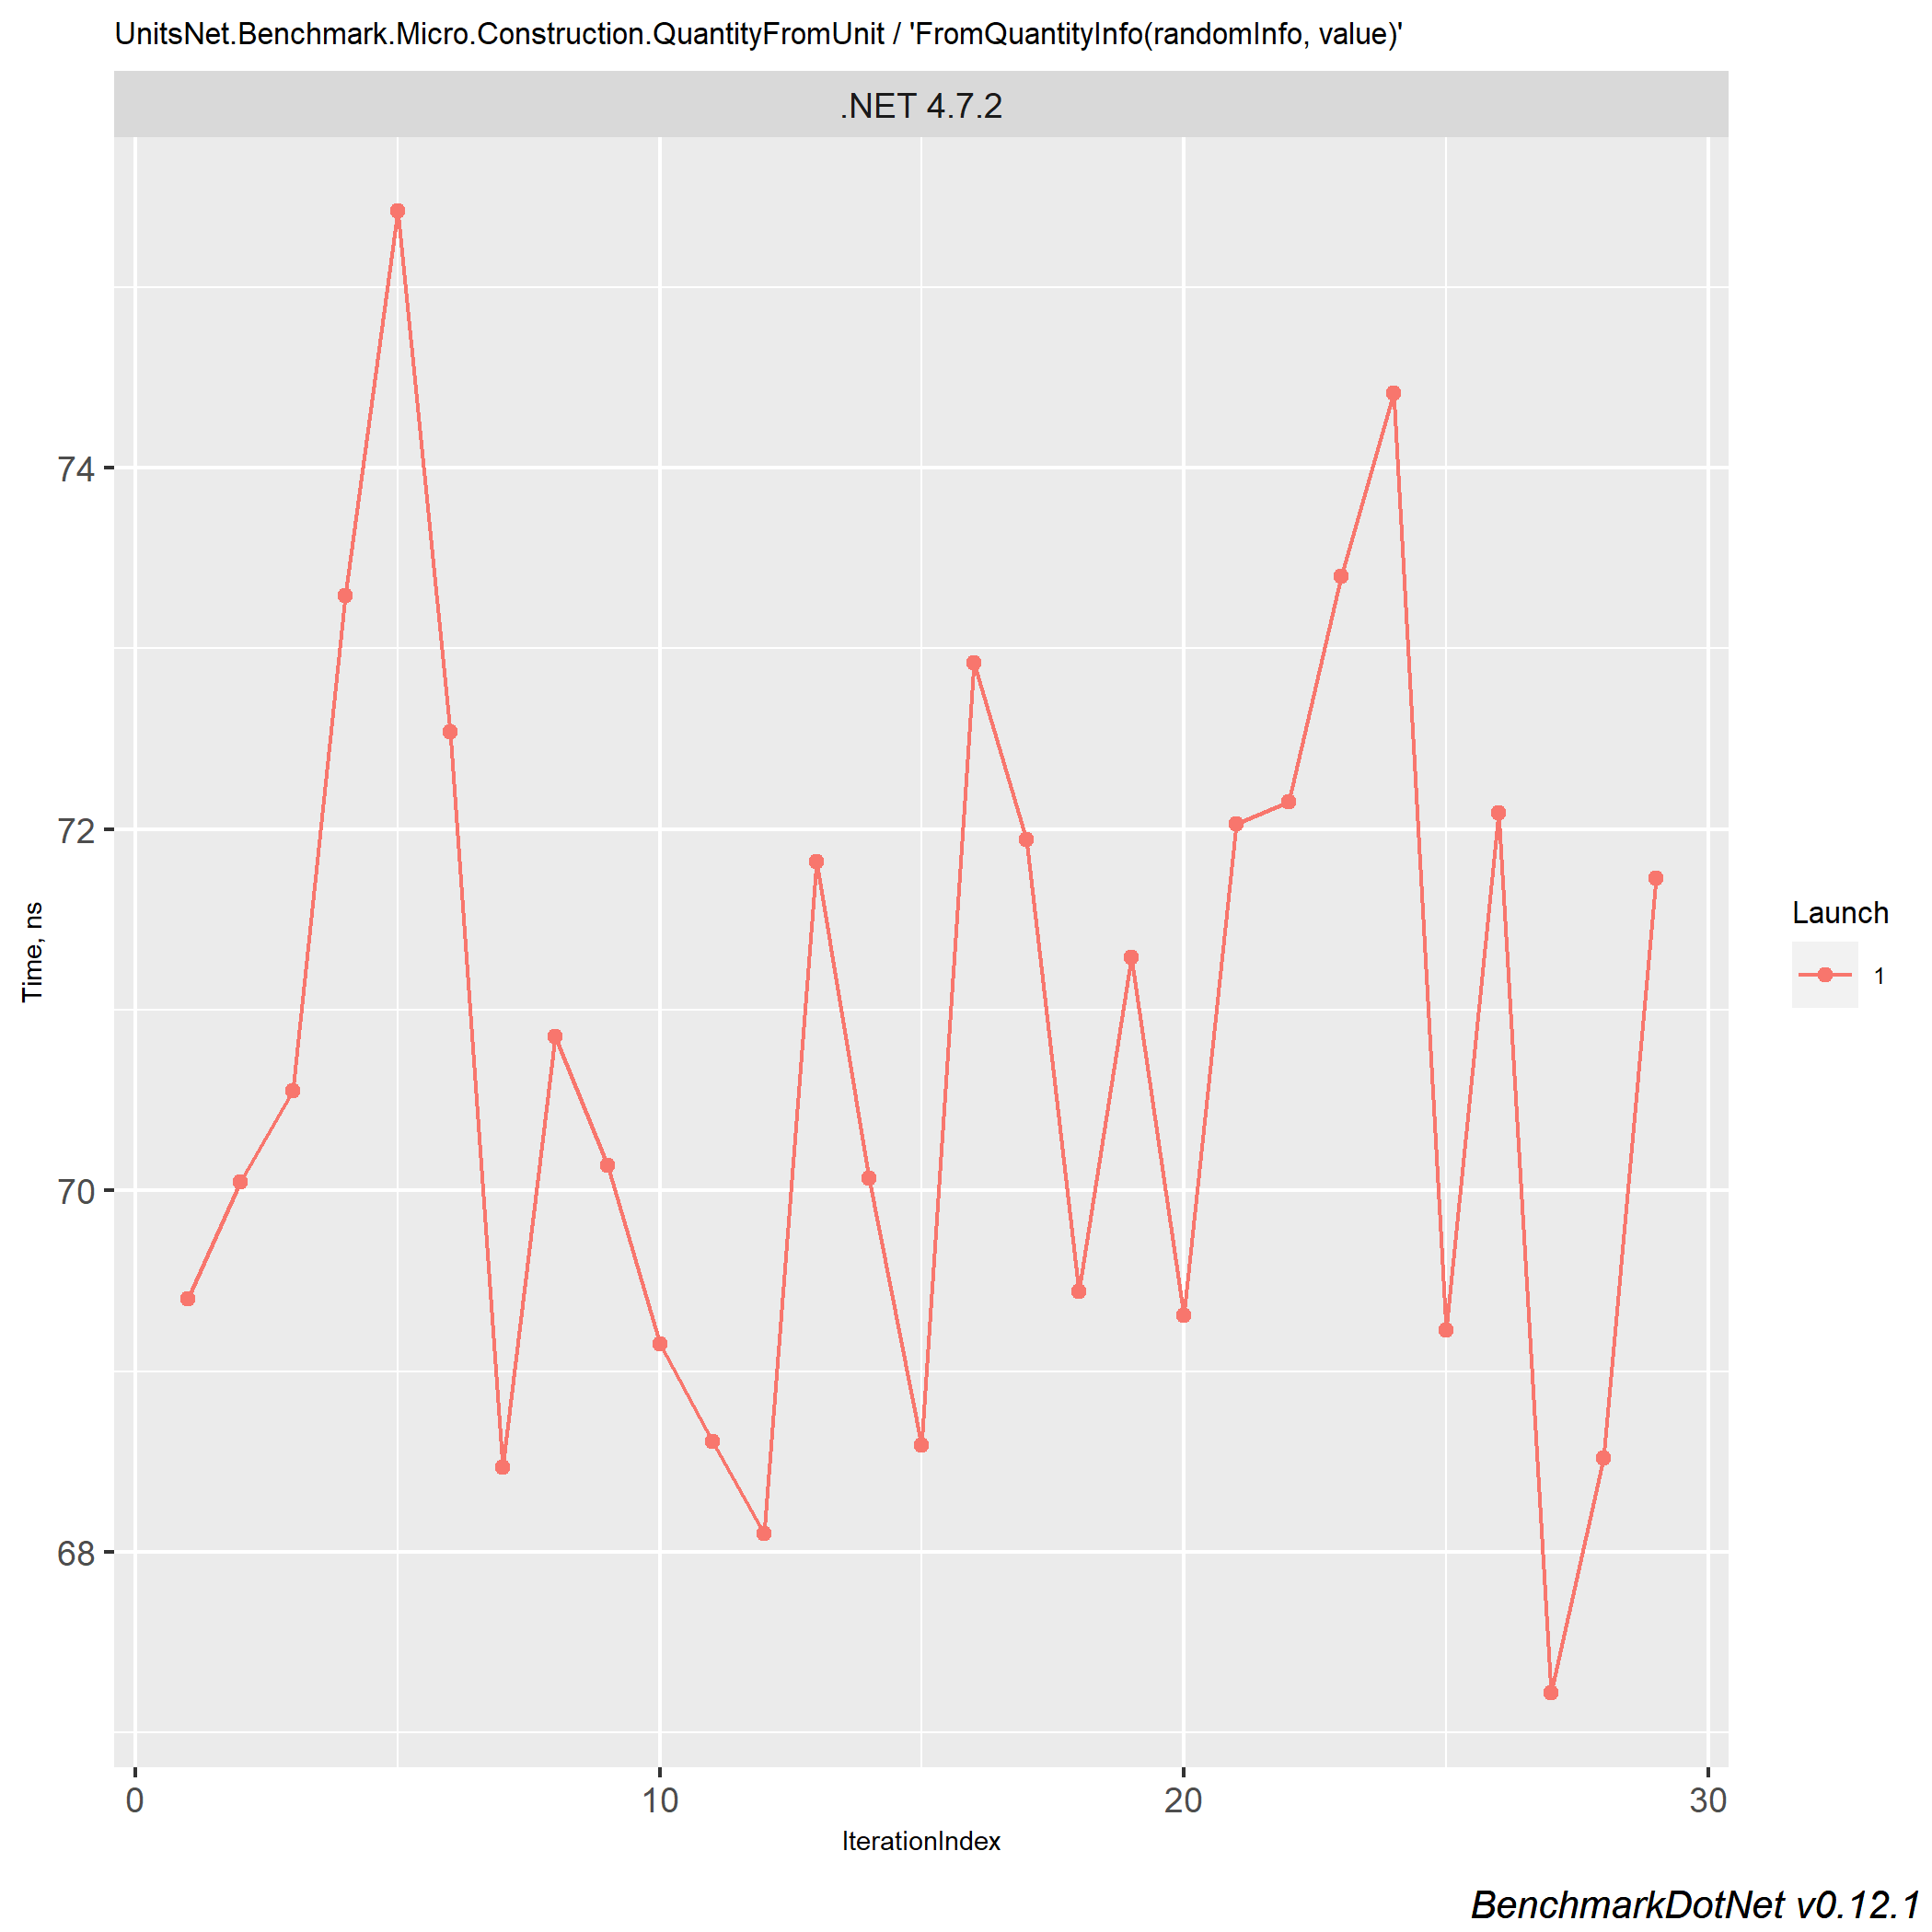 UnitsNet.Benchmark.Micro.Construction.QuantityFromUnit / 'FromQuantityInfo(randomInfo, value)'
.NET 4.7.2
74
72
70
68
Time, ns
0 10 20 30
IterationIndex
Launch
1
BenchmarkDotNet v0.12.1